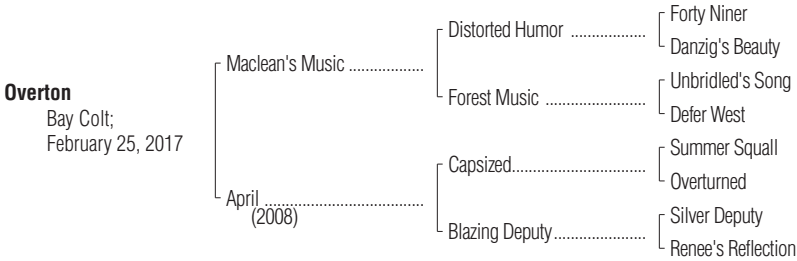 Forty Niner
Distorted Humor ..................
Danzig's Beauty
Maclean's Music ..................
Unbridled's Song
Forest Music ......................
Defer West
Overton
Bay Colt;
February 25, 2017
Summer Squall
Capsized................................
Overturned
April .....................................
(2008)
Silver Deputy
Blazing Deputy......................
Renee's Reflection